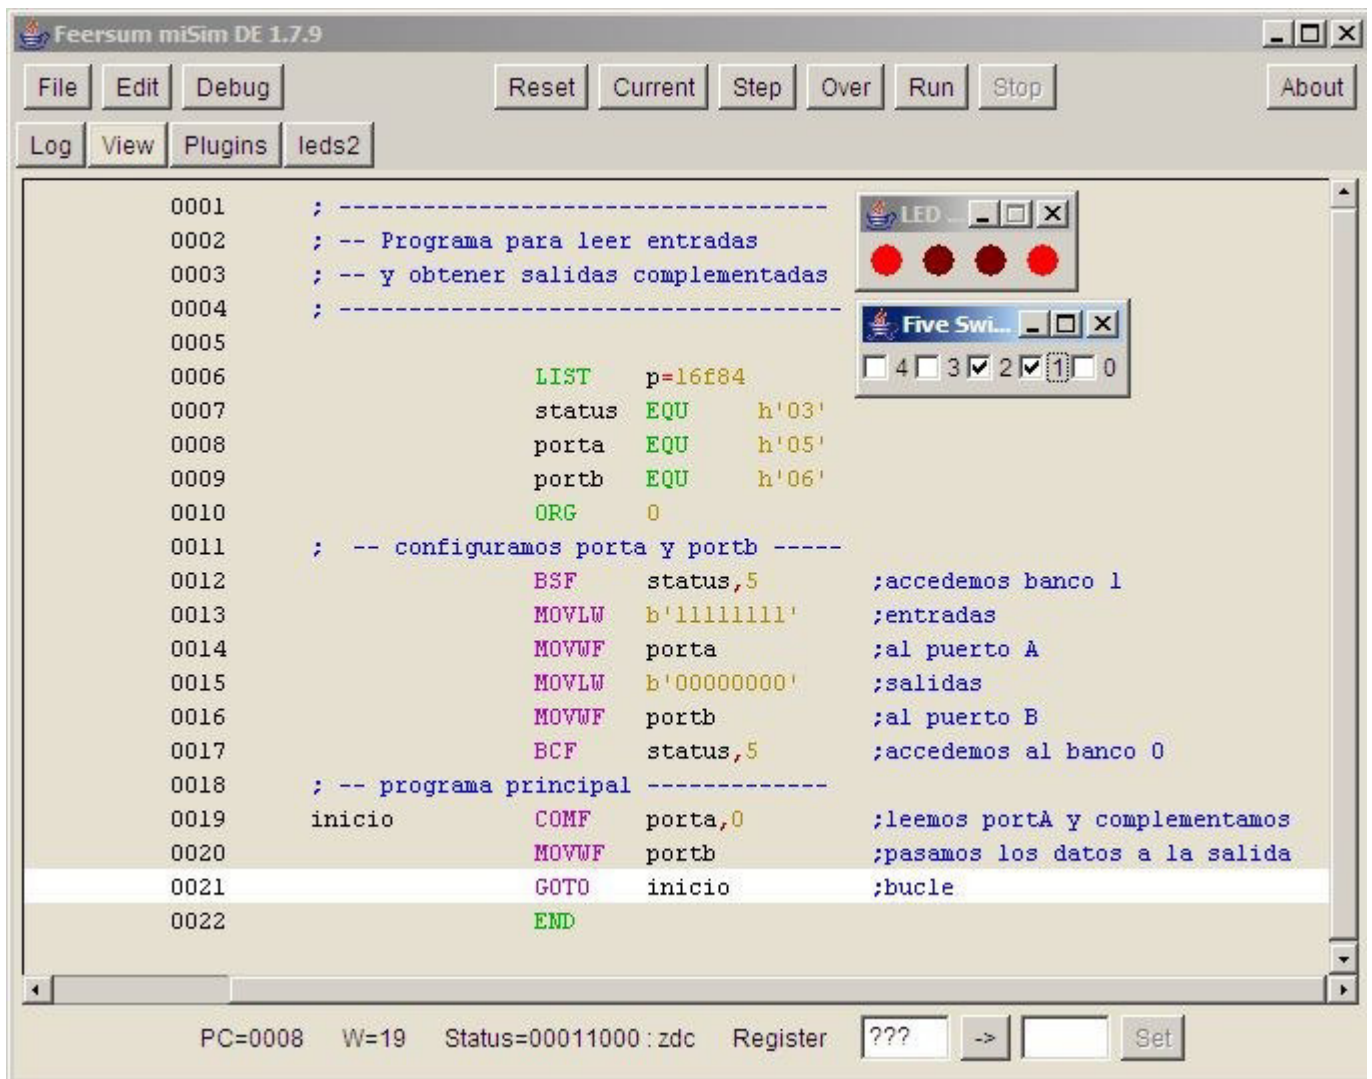 Feersum miSim DE 1.7.9
File Edit Debug Reset Current Step Over Run Stop About
Log View Plugins leds2
0001 ; -----------------------------------
0002 ; -- Programa para leer entradas
0003 ; -- y obtener salidas complementadas
0004 ; ------------------------------------
0005
0006 LIST p=16f84
0007 status EQU h'03'
0008 porta EQU h'05'
0009 portb EQU h'06'
0010 ORG 0
0011 ; -- configuramos porta y portb -----
0012 BSF status,5 ;accedemos banco 1
0013 MOVLW b'11111111' ;entradas
0014 MOVWF porta ;al puerto A
0015 MOVLW b'00000000' ;salidas
0016 MOVWF portb ;al puerto B
0017 BCF status,5 ;accedemos al banco 0
0018 ; -- programa principal -------------
0019 inicio COMF porta,0 ;leemos portA y complementamos
0020 MOVWF portb ;pasamos los datos a la salida
0021 GOTO inicio ;bucle
0022 END
LED ...
Five Swi...
4 3 2 1 0
PC=0008 W=19 Status=00011000 : zdc Register ??? -> Set